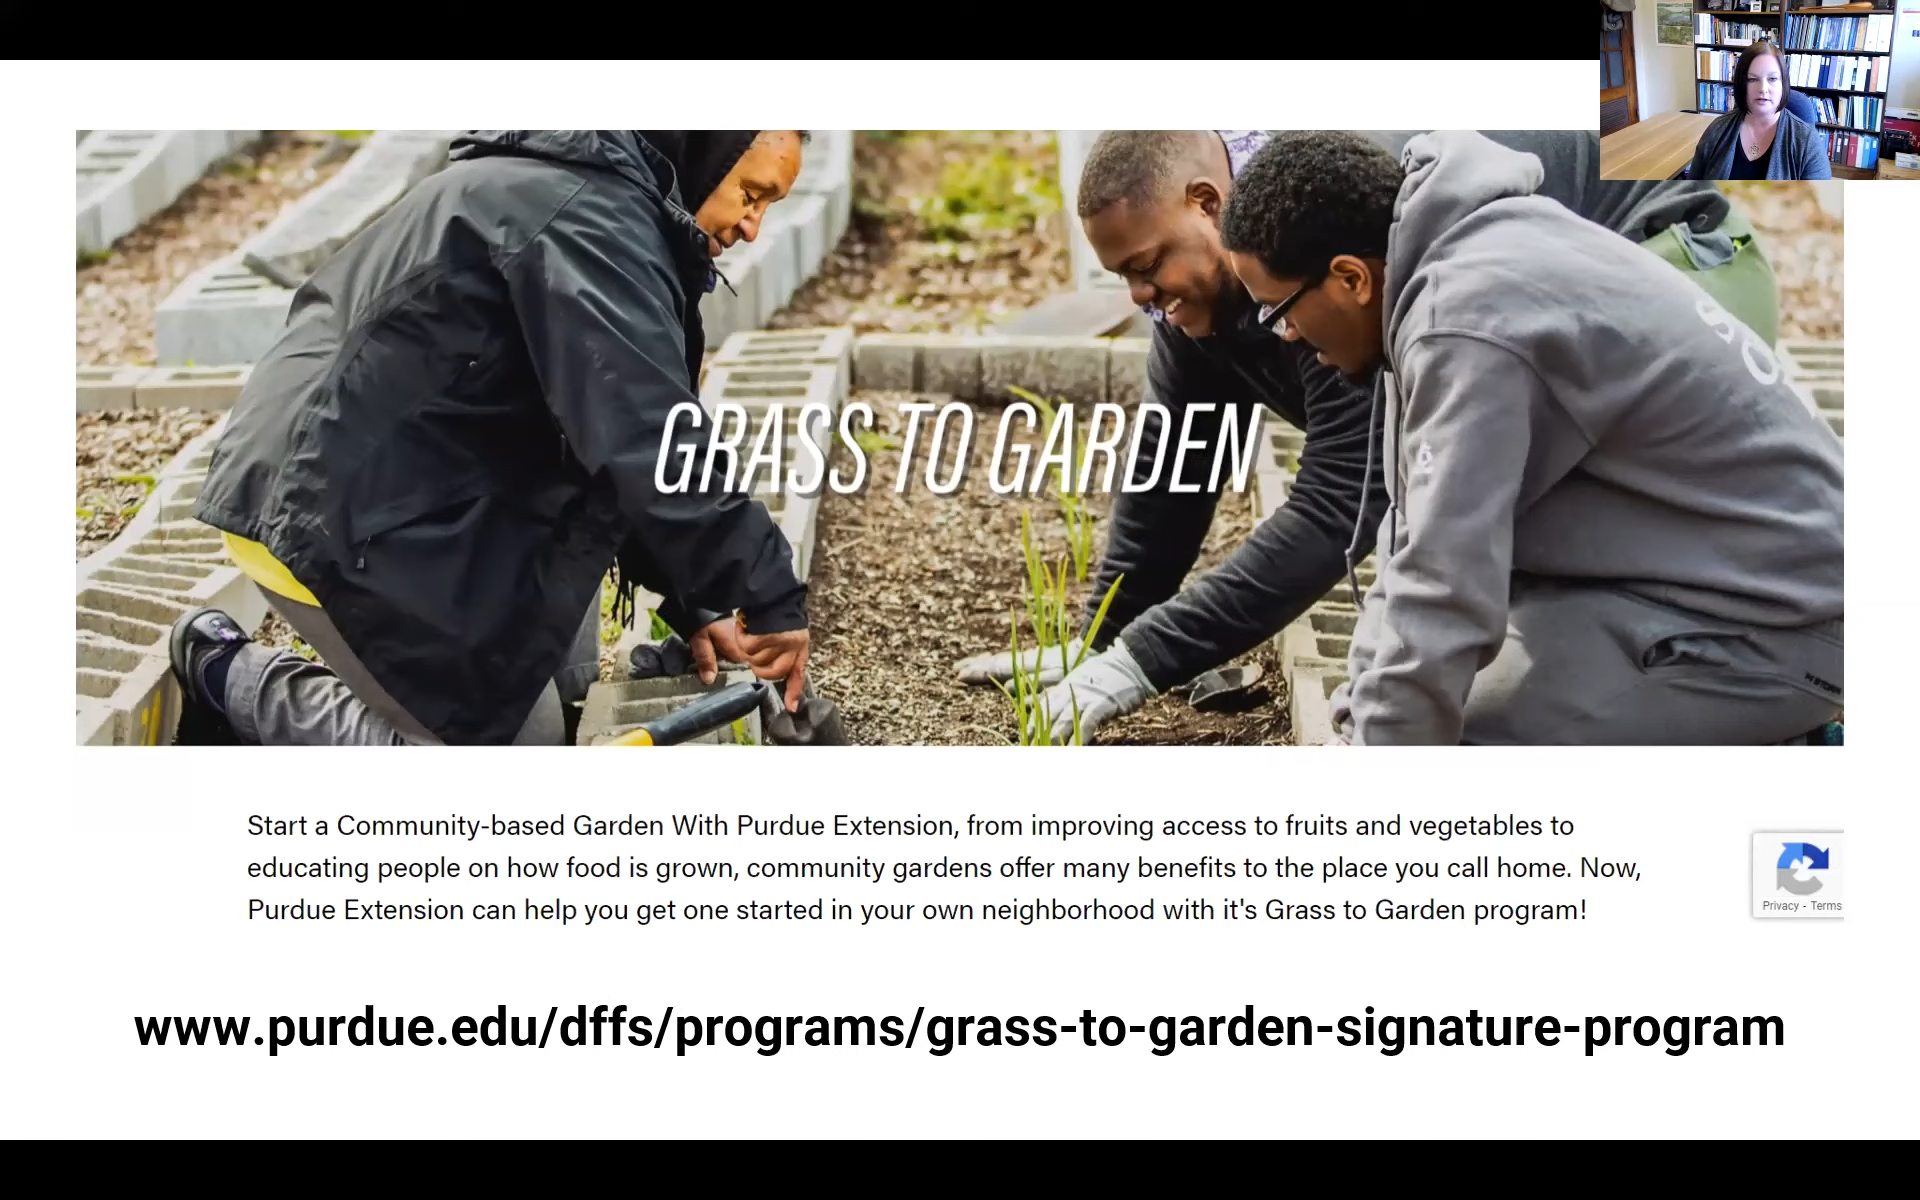 GRASS TO GARDEN
Start a Community-based Garden With Purdue Extension, from improving access to fruits and vegetables to
educating people on how food is grown, community gardens offer many benefits to the place you call home. Now,
Purdue Extension can help you get one started in your own neighborhood with it's Grass to Garden program!
Privacy - Terms
www.purdue.edu/dffs/programs/grass-to-garden-signature-program